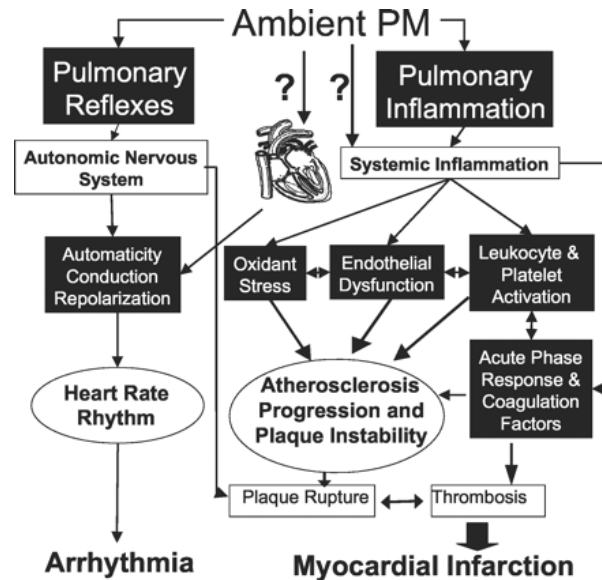 Ambient PM
Pulmonary
Reflexes
?
?
Pulmonary
Inflammation
Autonomic Nervous
System
Systemic Inflammation
Automaticity
Conduction
Repolarization
Oxidant
Stress
Endothelial
Dysfunction
Leukocyte &
Platelet
Activation
Heart Rate
Rhythm
Atherosclerosis
Progression and
Plaque Instability
Acute Phase
Response &
Coagulation
Factors
Plaque Rupture
Thrombosis
Arrhythmia
Myocardial Infarction